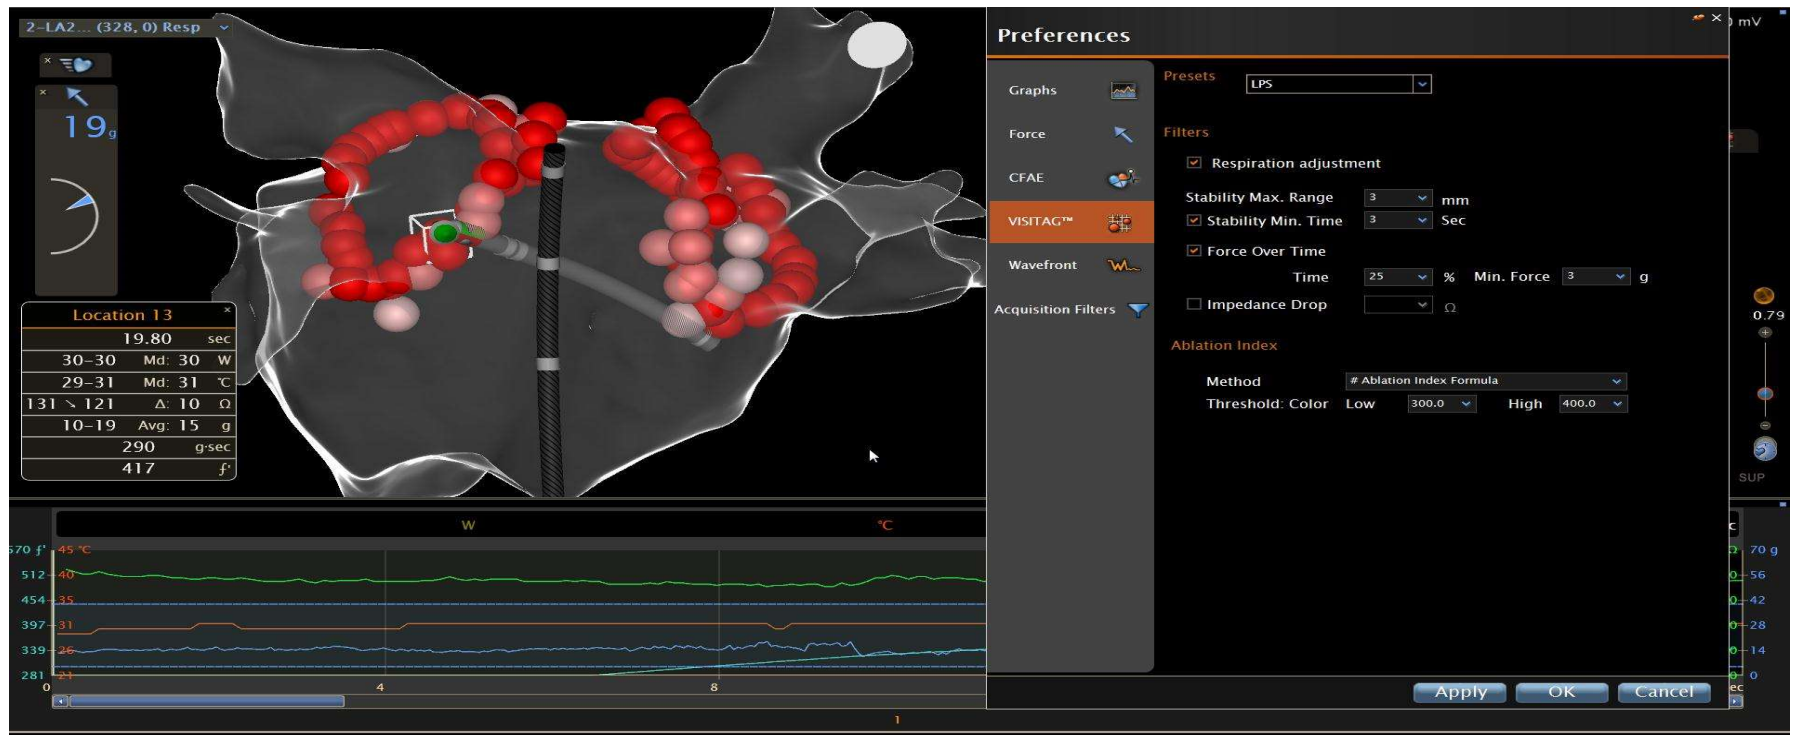 2-LA2... (328, 0) Resp
19g
Location 13
19.80 sec
30-30 Md: 30 W
29-31 Md: 31 °C
131 ↘ 121 Δ: 10 Ω
10-19 Avg: 15 g
290 g·sec
417 ƒ'
Preferences
mV
Graphs
Force
CFAE
VISITAG™
Wavefront
Acquisition Filters
Presets LPS
Filters
Respiration adjustment
Stability Max. Range 3 mm
Stability Min. Time 3 Sec
Force Over Time
Time 25 % Min. Force 3 g
Impedance Drop Ω
Ablation Index
Method # Ablation Index Formula
Threshold: Color Low 300.0 High 400.0
Apply OK Cancel
0.79
SUP
W °C
570 ƒ' 45 °C 70 g
512 40 56
454 35 42
397 31 28
339 26 14
281 21 0
0 4 8
1